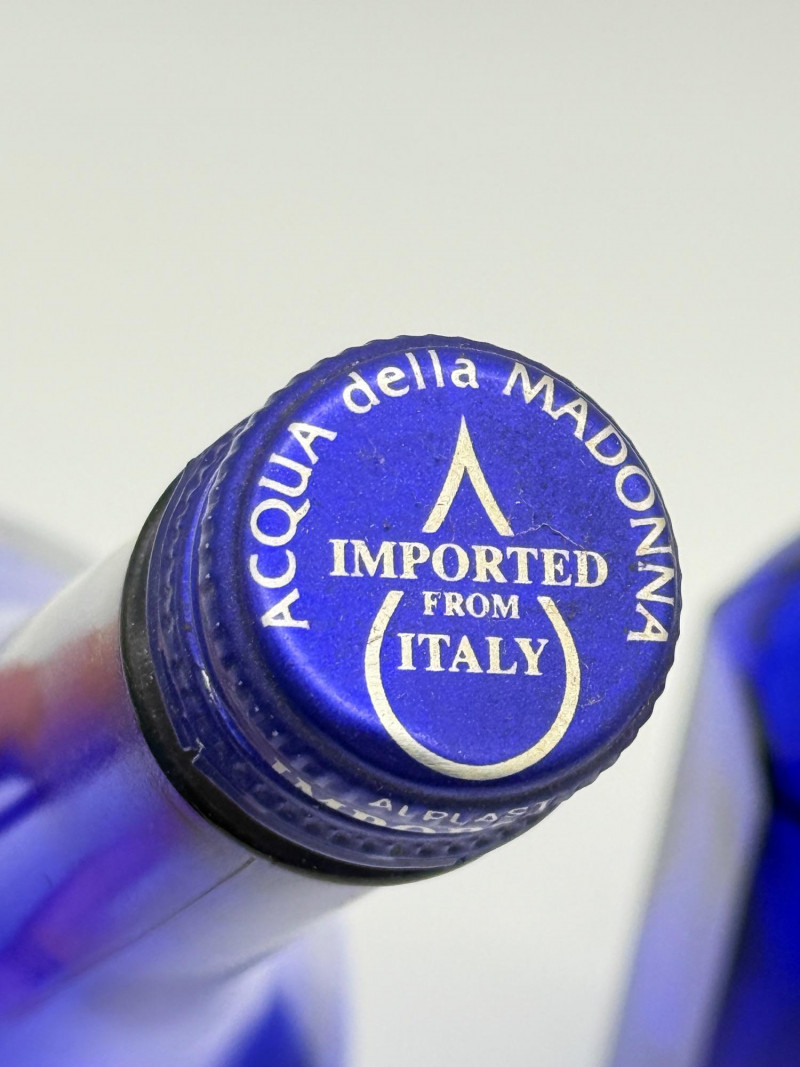 ACQUA della MADONNA
IMPORTED
FROM
ITALY
ALPLAST